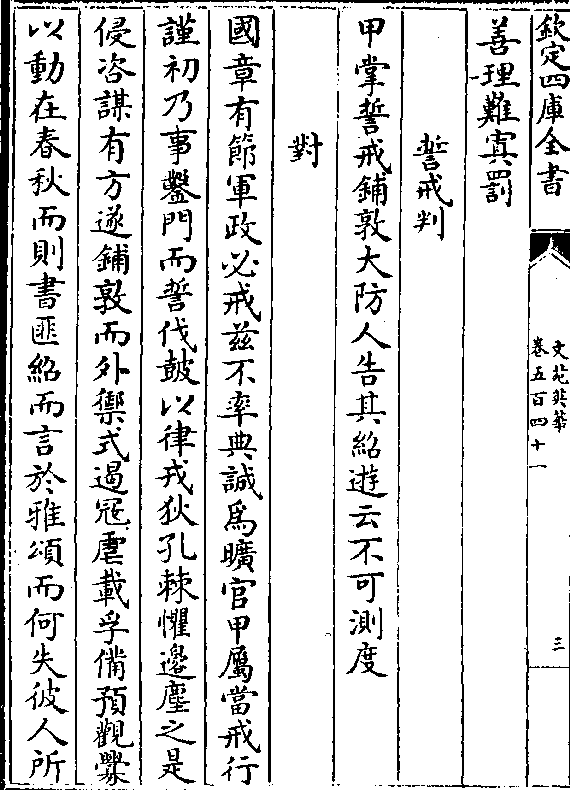 欽定四庫全書
文苑英華
卷五百四十一
三
善理難寘罰
誓戒判
甲掌誓戒鋪敦大防人告其紹遊云不可測度
對
國章有節軍政必戒兹不率典誠爲曠官甲屬當戒行
謹初乃事鑿門而誓伐鼓以律戎狄孔棘懼邊塵之是
侵咨謀有方遂鋪敦而外禦式遏寇虐載孚備預觀釁
以動在春秋而則書匪紹而言於雅頌而何失彼人所